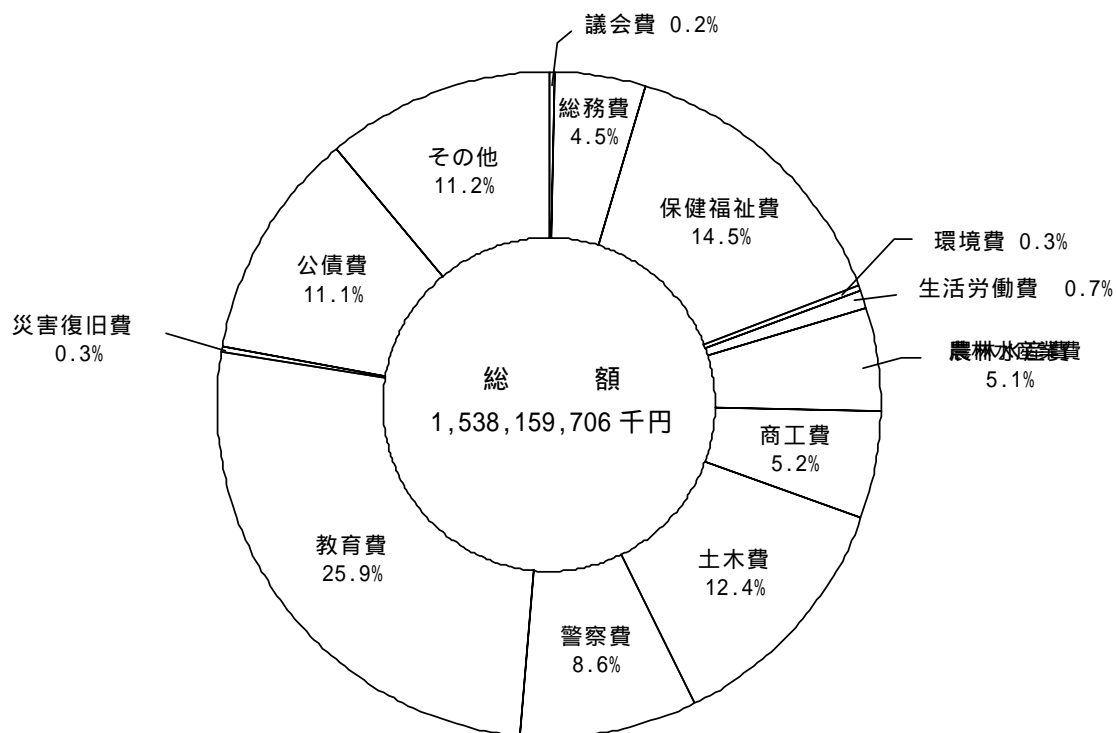 議会費 0.2%
総務費
4.5%
保健福祉費
14.5%
環境費 0.3%
生活労働費 0.7%
5.1%
商工費
5.2%
土木費
12.4%
警察費
8.6%
教育費
25.9%
災害復旧費
0.3%
公債費
11.1%
その他
11.2%
総 額
1,538,159,706 千円